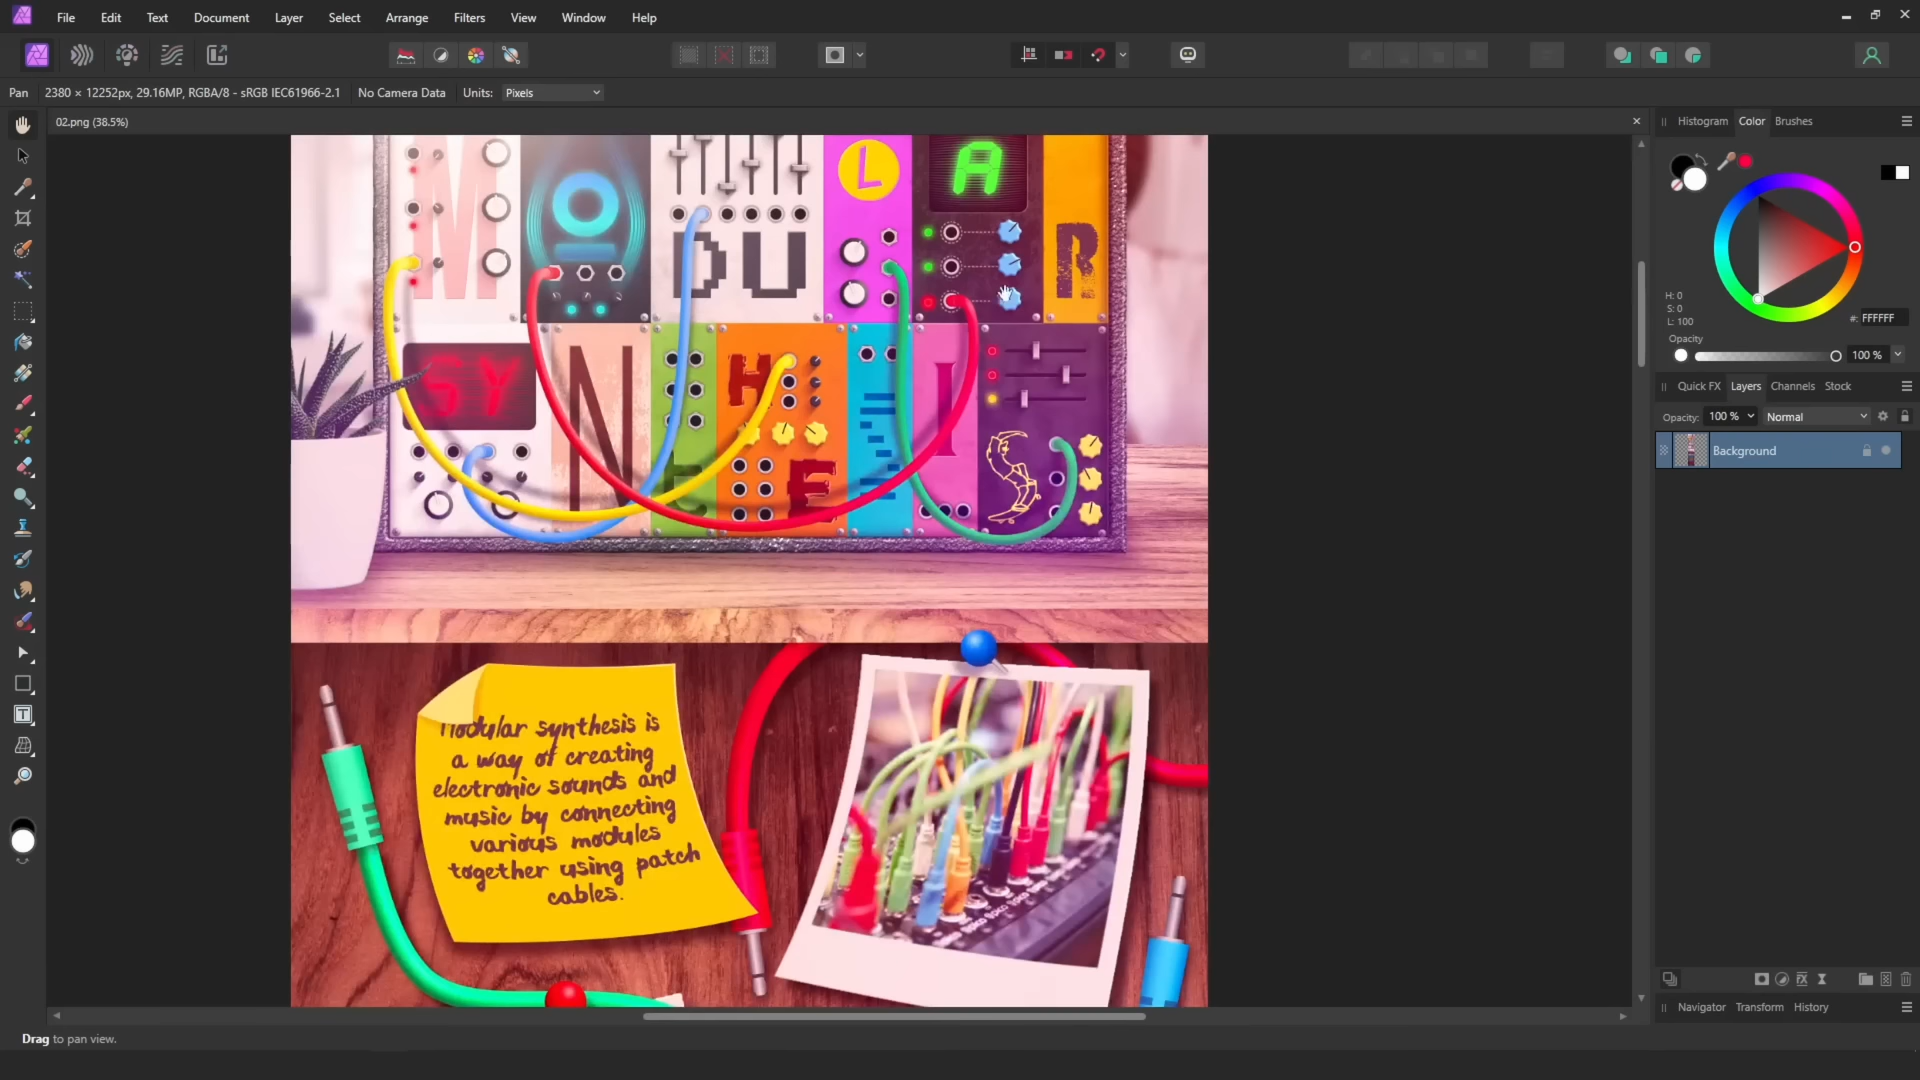 File Edit Text Document Layer Select Arrange Filters View Window Help
Pan 2380 × 12252px, 29.16MP, RGBA/8 - sRGB IEC61966-2.1 No Camera Data Units: Pixels
02.png (38.5%)
Histogram Color Brushes
H: 0
S: 0
L: 100
#: FFFFFF
Opacity
100 %
Quick FX Layers Channels Stock
Opacity: 100 % Normal
Background
MODULAR
SYNTHESIS
Modular synthesis is
a way of creating
electronic sounds and
music by connecting
various modules
together using patch
cables.
Navigator Transform History
Drag to pan view.